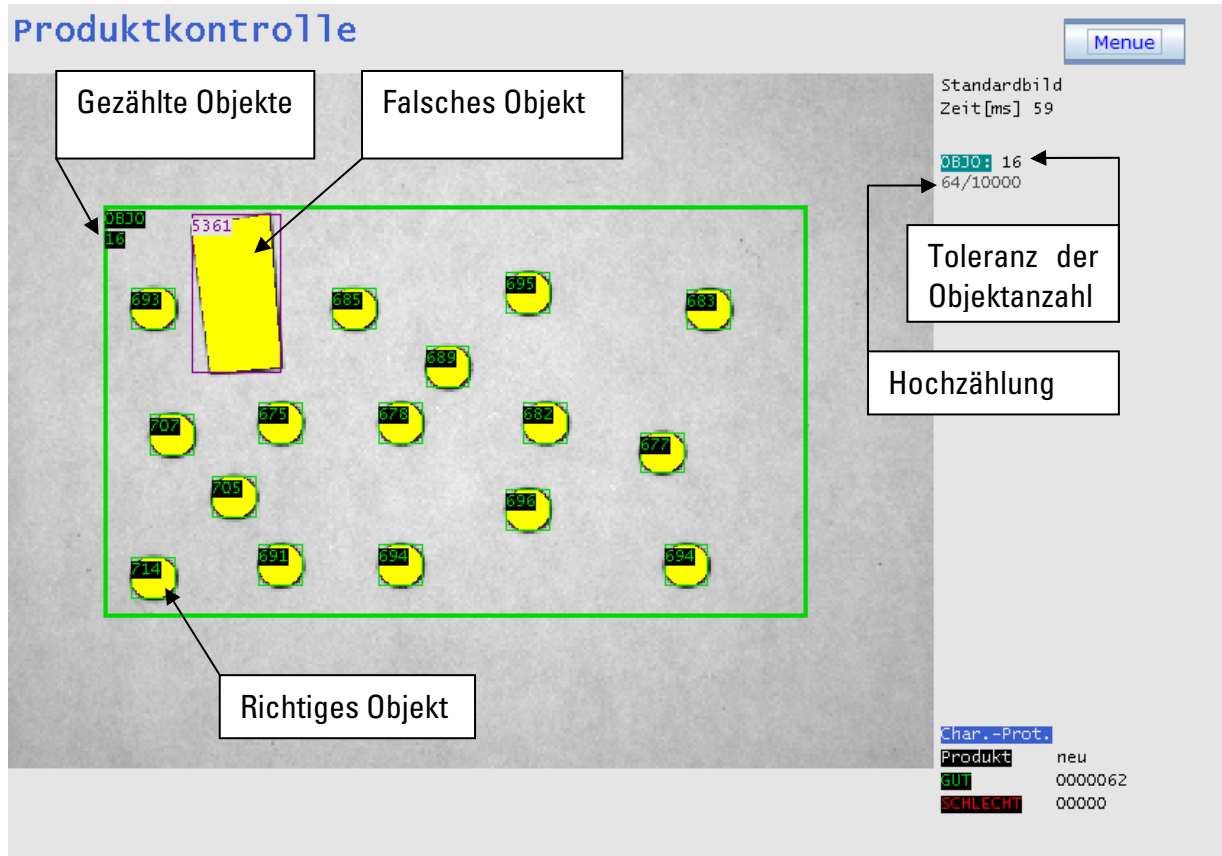 Produktkontrolle
Menue
Gezählte Objekte
Falsches Objekt
Standardbild
Zeit[ms] 59
OBJ0: 16
64/10000
OBJ0
16
5361
Toleranz der
Objektanzahl
693
685
695
683
689
Hochzählung
707
675
678
682
677
705
696
714
691
694
694
Richtiges Objekt
Char.-Prot.
Produkt neu
GUT 0000062
SCHLECHT 00000